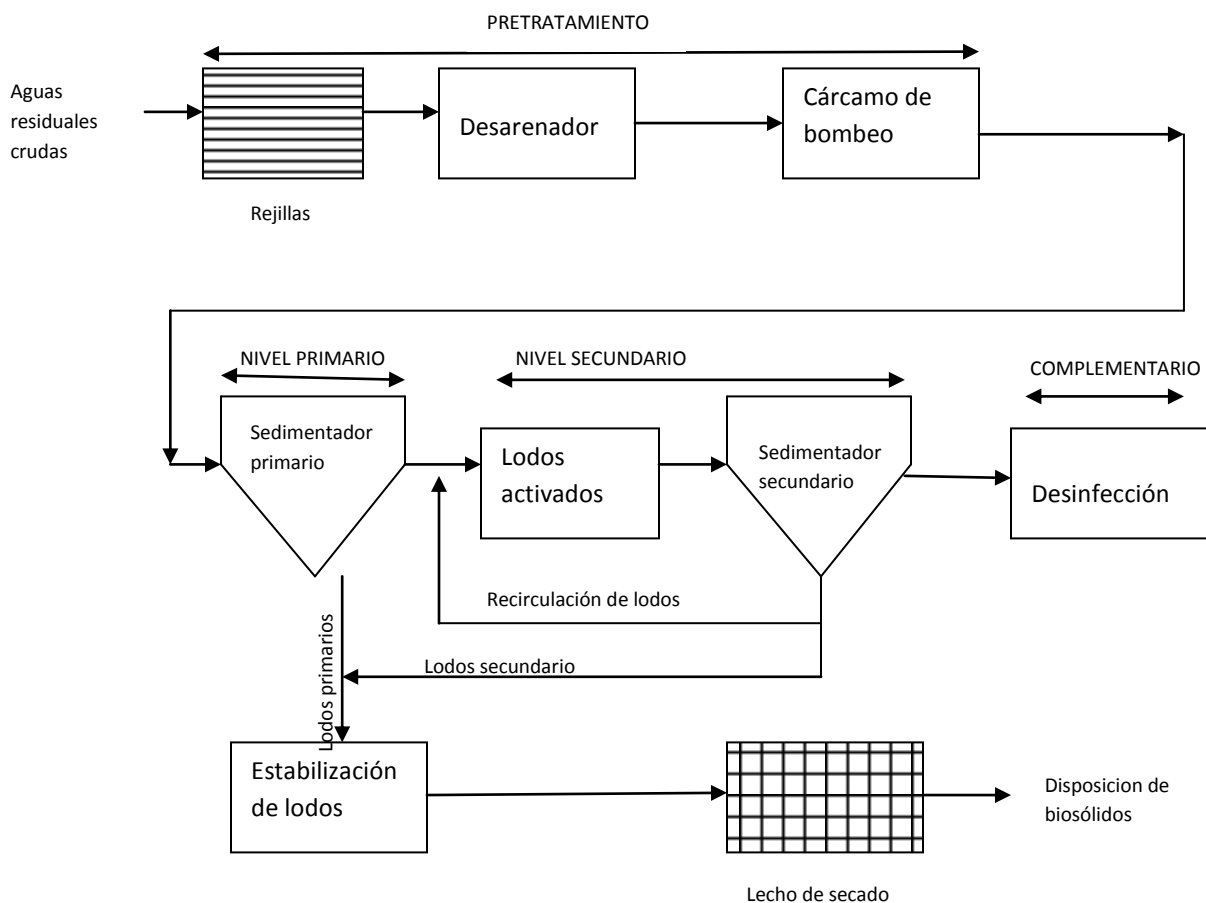 PRETRATAMIENTO
Aguas
residuales
crudas
Desarenador
Cárcamo de
bombeo
Rejillas
NIVEL PRIMARIO
NIVEL SECUNDARIO
COMPLEMENTARIO
Sedimentador
primario
Lodos
activados
Sedimentador
secundario
Desinfección
Recirculación de lodos
Lodos secundario
Lodos primarios
Estabilización
de lodos
Disposicion de
biosólidos
Lecho de secado